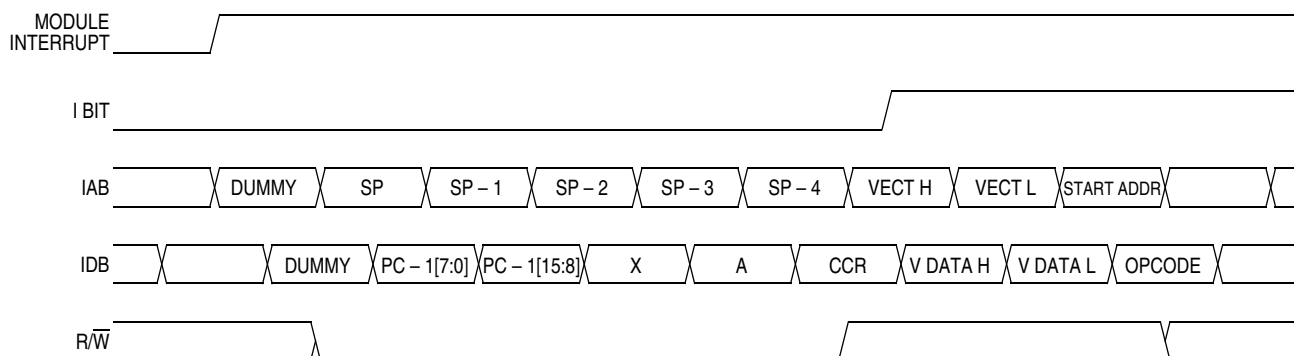 MODULE
INTERRUPT
I BIT
IAB DUMMY SP SP – 1 SP – 2 SP – 3 SP – 4 VECT H VECT L START ADDR
IDB DUMMY PC – 1[7:0] PC – 1[15:8] X A CCR V DATA H V DATA L OPCODE
R/W̅